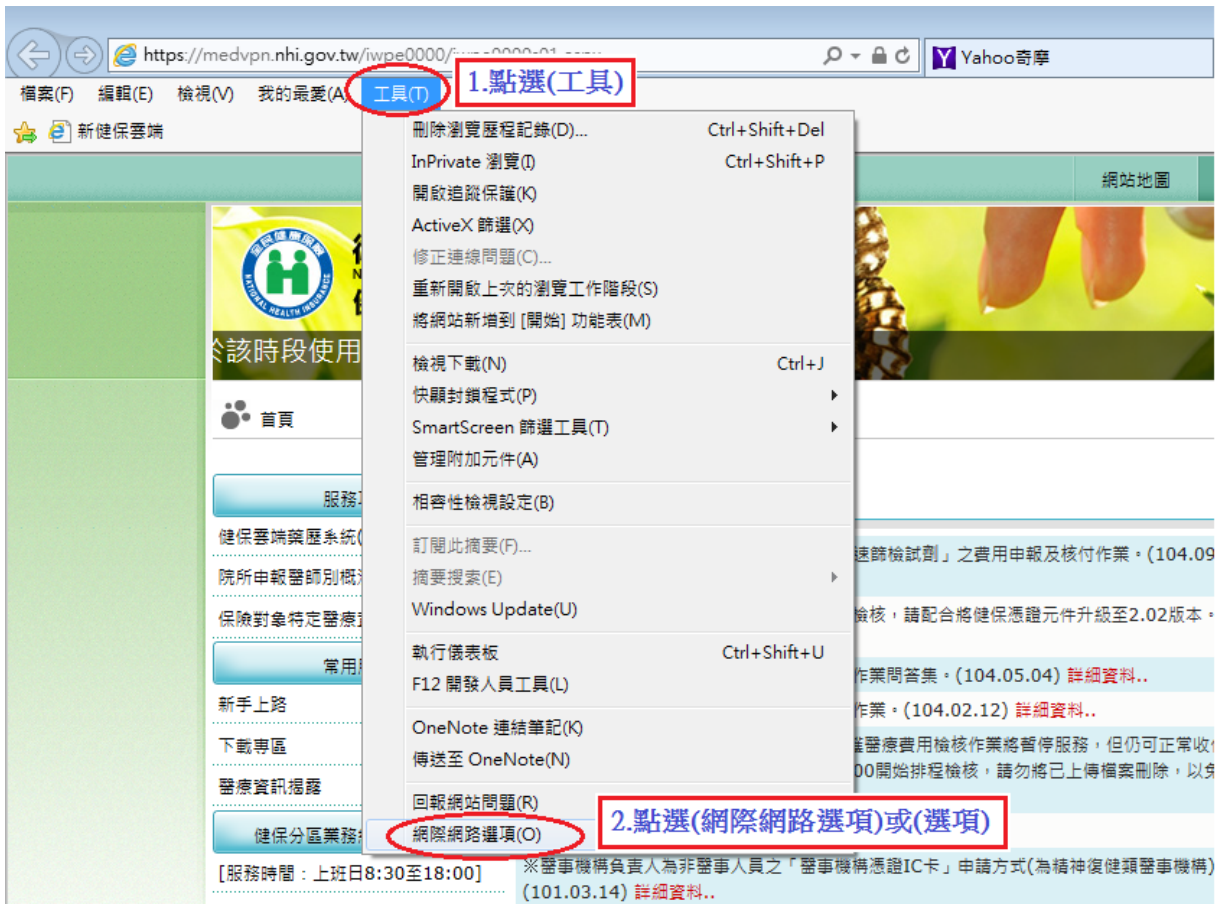 https://medvpn.nhi.gov.tw/iwpe0000/
Yahoo奇摩
檔案(F) 編輯(E) 檢視(V) 我的最愛(A) 工具(T)
1.點選(工具)
新健保雲端
刪除瀏覽歷程記錄(D)... Ctrl+Shift+Del
InPrivate 瀏覽(I) Ctrl+Shift+P
開啟追蹤保護(K)
網站地圖
ActiveX 篩選(X)
修正連線問題(C)...
重新開啟上次的瀏覽工作階段(S)
將網站新增到 [開始] 功能表(M)
全民健康保險
NATIONAL HEALTH INSURANCE
於該時段使用
檢視下載(N) Ctrl+J
快顯封鎖程式(P)
SmartScreen 篩選工具(T)
管理附加元件(A)
首頁
相容性檢視設定(B)
訂閱此摘要(F)...
摘要搜索(E)
Windows Update(U)
執行儀表板 Ctrl+Shift+U
F12 開發人員工具(L)
OneNote 連結筆記(K)
傳送至 OneNote(N)
回報網站問題(R)
網際網路選項(O)
2.點選(網際網路選項)或(選項)
服務
健保雲端藥歷系統(
院所申報醫師別概
保險對象特定醫療
常用
新手上路
下載專區
醫療資訊揭露
健保分區業務
[服務時間：上班日8:30至18:00]
速篩檢試劑」之費用申報及核付作業。(104.09
檢核，請配合將健保憑證元件升級至2.02版本。
作業問答集。(104.05.04) 詳細資料..
作業。(104.02.12) 詳細資料..
醫療費用檢核作業將暫停服務，但仍可正常收
00開始排程檢核，請勿將已上傳檔案刪除，以免
※醫事機構負責人為非醫事人員之「醫事機構憑證IC卡」申請方式(為精神復健類醫事機構)
(101.03.14) 詳細資料..